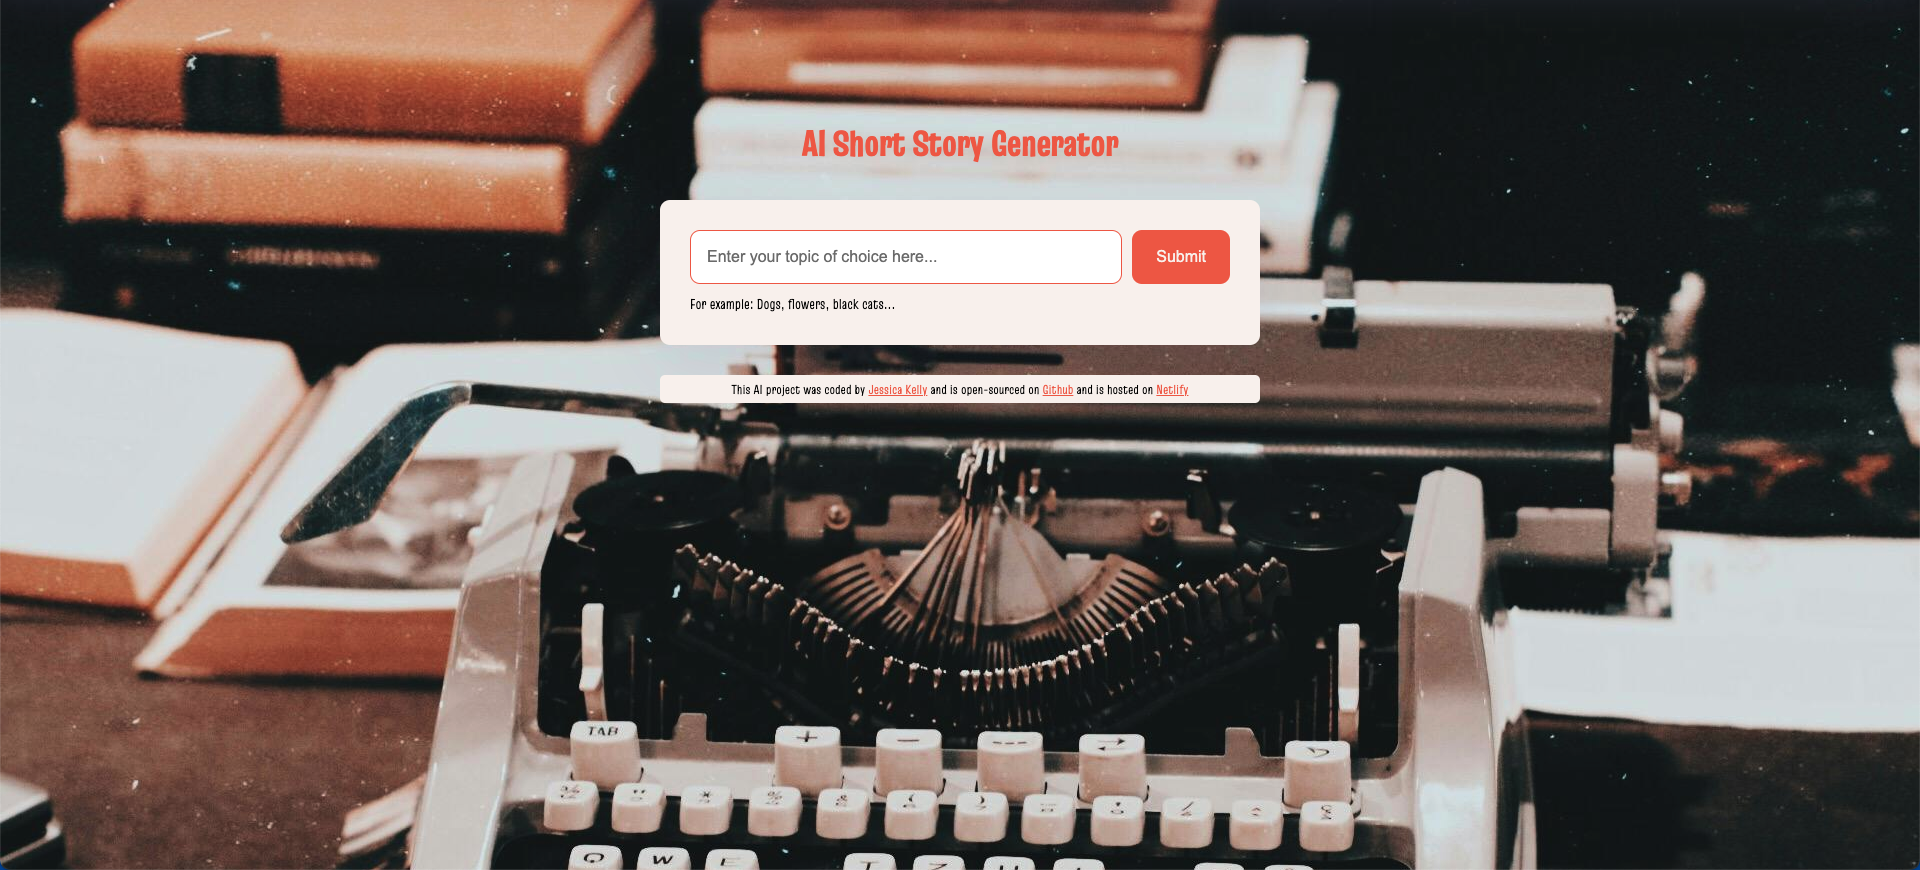 AI Short Story Generator
Enter your topic of choice here...
Submit
For example: Dogs, flowers, black cats...
This AI project was coded by Jessica Kelly and is open-sourced on Github and is hosted on Netlify
TAB
+ −
Q W E